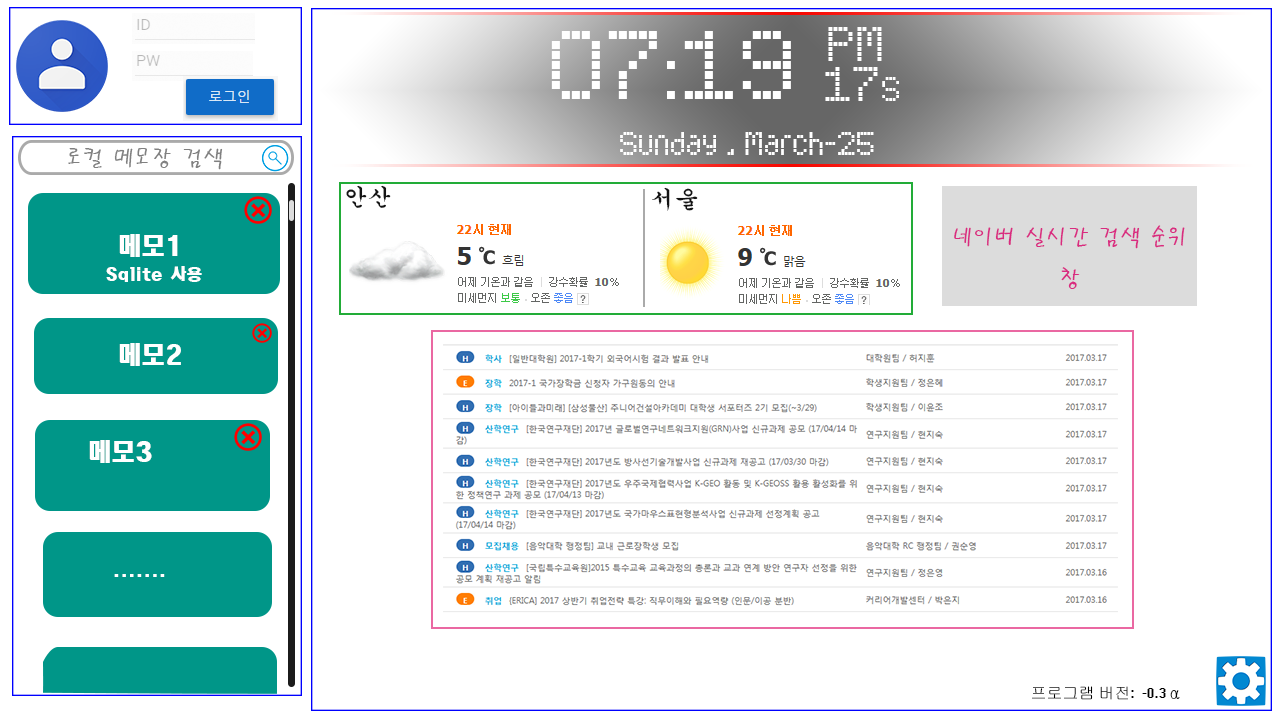 ID
PW
로그인
로컬 메모장 검색
메모1
Sqlite 사용
메모2
메모3
.......
07:19 PM 17s
Sunday . March-25
안산
22시 현재
5 ℃ 흐림
어제 기온과 같음 | 강수확률 10%
미세먼지 보통 · 오존 좋음 ?
서울
22시 현재
9 ℃ 맑음
어제 기온과 같음 | 강수확률 10%
미세먼지 나쁨 · 오존 좋음 ?
네이버 실시간 검색 순위
창
H 학사 [일반대학원] 2017-1학기 외국어시험 결과 발표 안내 대학원팀 / 허지훈 2017.03.17
E 장학 2017-1 국가장학금 신청자 가구원동의 안내 학생지원팀 / 정은혜 2017.03.17
H 장학 [아이들과미래] [삼성물산] 주니어건설아카데미 대학생 서포터즈 2기 모집(~3/29) 학생지원팀 / 이윤조 2017.03.17
H 산학연구 [한국연구재단] 2017년 글로벌연구네트워크지원(GRN)사업 신규과제 공모 (17/04/14 마
감) 연구지원팀 / 현지숙 2017.03.17
H 산학연구 [한국연구재단] 2017년도 방사선기술개발사업 신규과제 재공고 (17/03/30 마감) 연구지원팀 / 현지숙 2017.03.17
H 산학연구 [한국연구재단] 2017년도 우주국제협력사업 K-GEO 활동 및 K-GEOSS 활용 활성화를 위
한 정책연구 과제 공모 (17/04/13 마감) 연구지원팀 / 현지숙 2017.03.17
H 산학연구 [한국연구재단] 2017년도 국가마우스표현형분석사업 신규과제 선정계획 공고
(17/04/14 마감) 연구지원팀 / 현지숙 2017.03.17
H 모집채용 [음악대학 행정팀] 교내 근로장학생 모집 음악대학 RC 행정팀 / 권순영 2017.03.17
H 산학연구 [국립특수교육원]2015 특수교육 교육과정의 총론과 교과 연계 방안 연구자 선정을 위한
공모 계획 재공고 알림 연구지원팀 / 정은영 2017.03.16
E 취업 {ERICA] 2017 상반기 취업전략 특강: 직무이해와 필요역량 (인문/이공 분반) 커리어개발센터 / 박은지 2017.03.16
프로그램 버전: -0.3 α